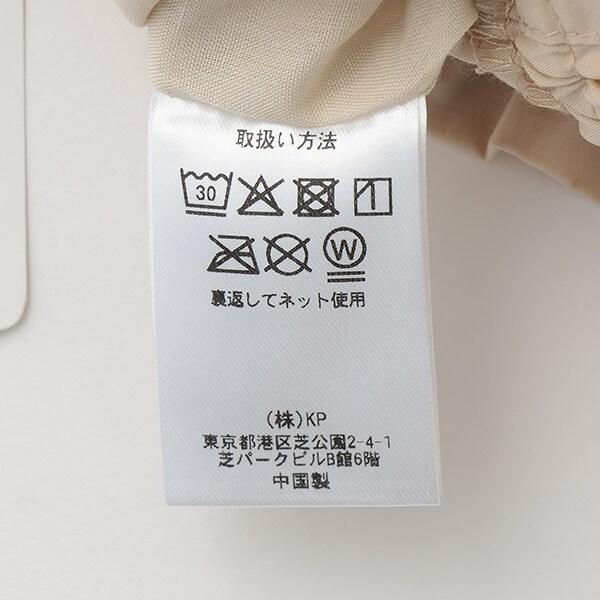 取扱い方法
30
W
裏返してネット使用
(株)KP
東京都港区芝公園2-4-1
芝パークビルB館6階
中国製